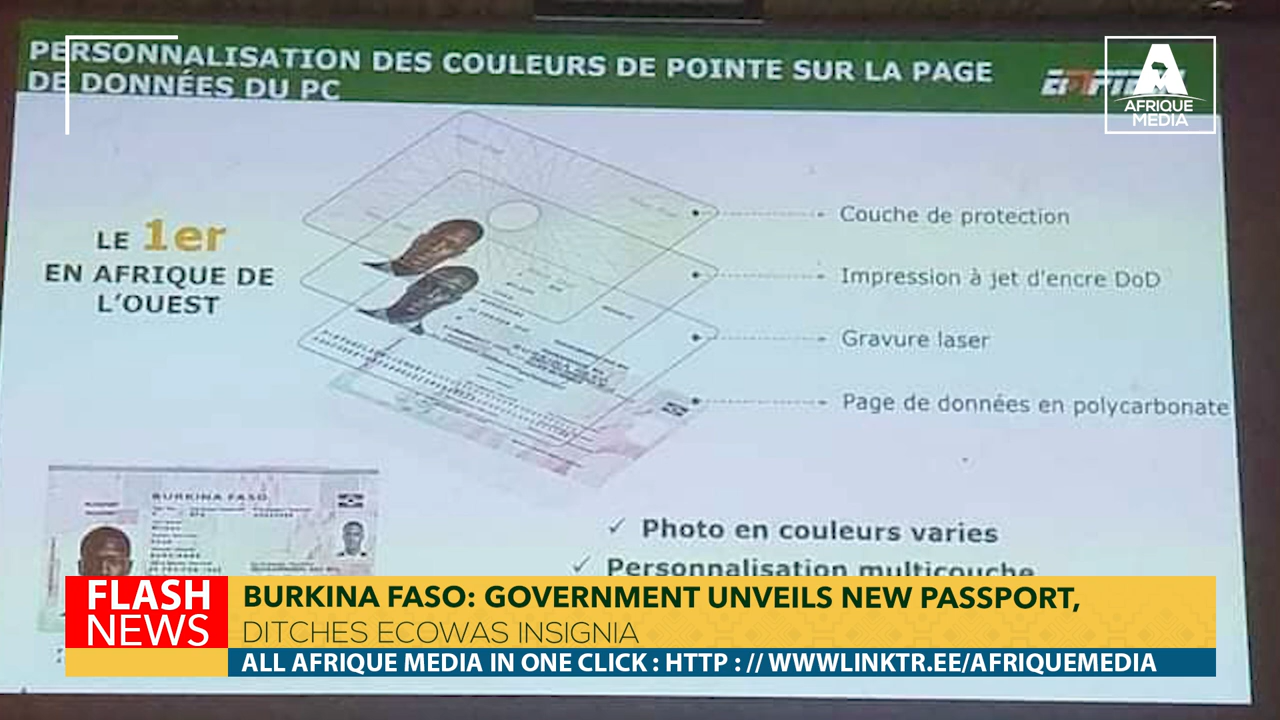 PERSONNALISATION DES COULEURS DE POINTE SUR LA PAGE
DE DONNÉES DU PC
AFRIQUE
MEDIA
LE 1er
EN AFRIQUE DE
L'OUEST
Couche de protection
Impression à jet d'encre DoD
Gravure laser
Page de données en polycarbonate
BURKINA FASO
✓ Photo en couleurs varies
✓ Personnalisation multicouche
FLASH
NEWS
BURKINA FASO: GOVERNMENT UNVEILS NEW PASSPORT,
DITCHES ECOWAS INSIGNIA
ALL AFRIQUE MEDIA IN ONE CLICK : HTTP : // WWWLINKTR.EE/AFRIQUEMEDIA